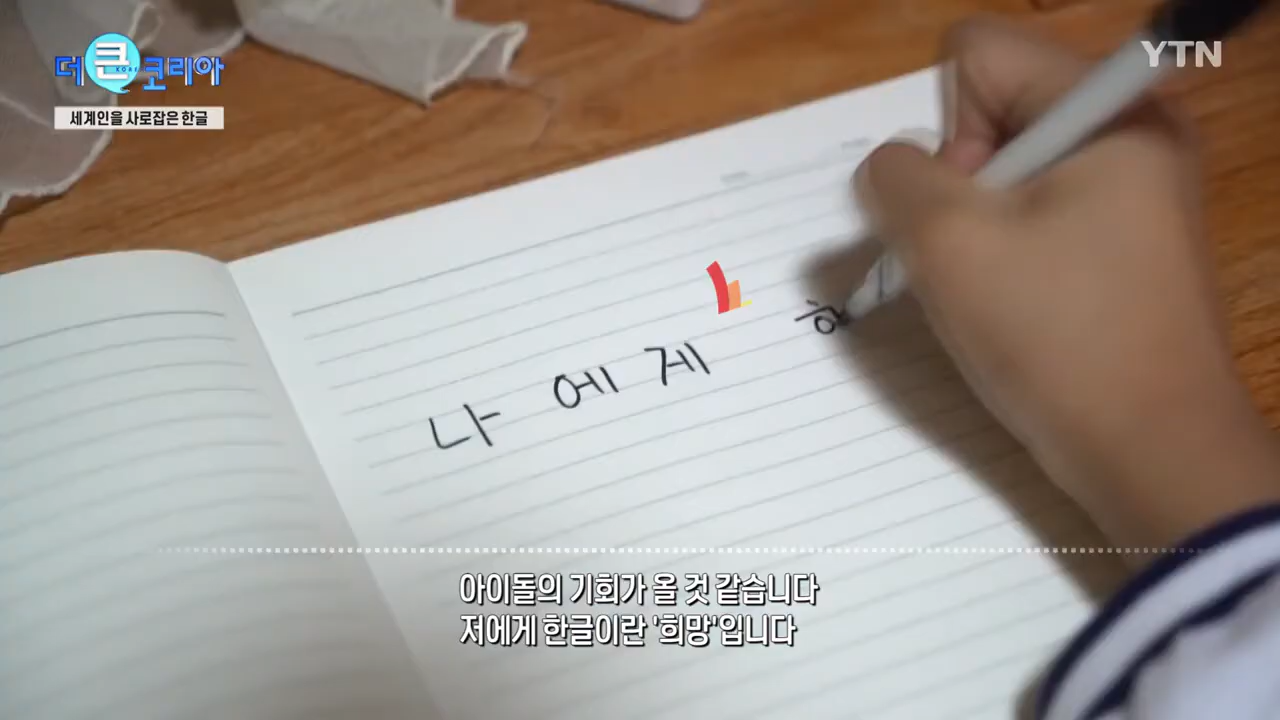 더 큰 코리아
YTN
세계인을 사로잡은 한글
나 에 게
아이돌의 기회가 올 것 같습니다
저에게 한글이란 '희망'입니다